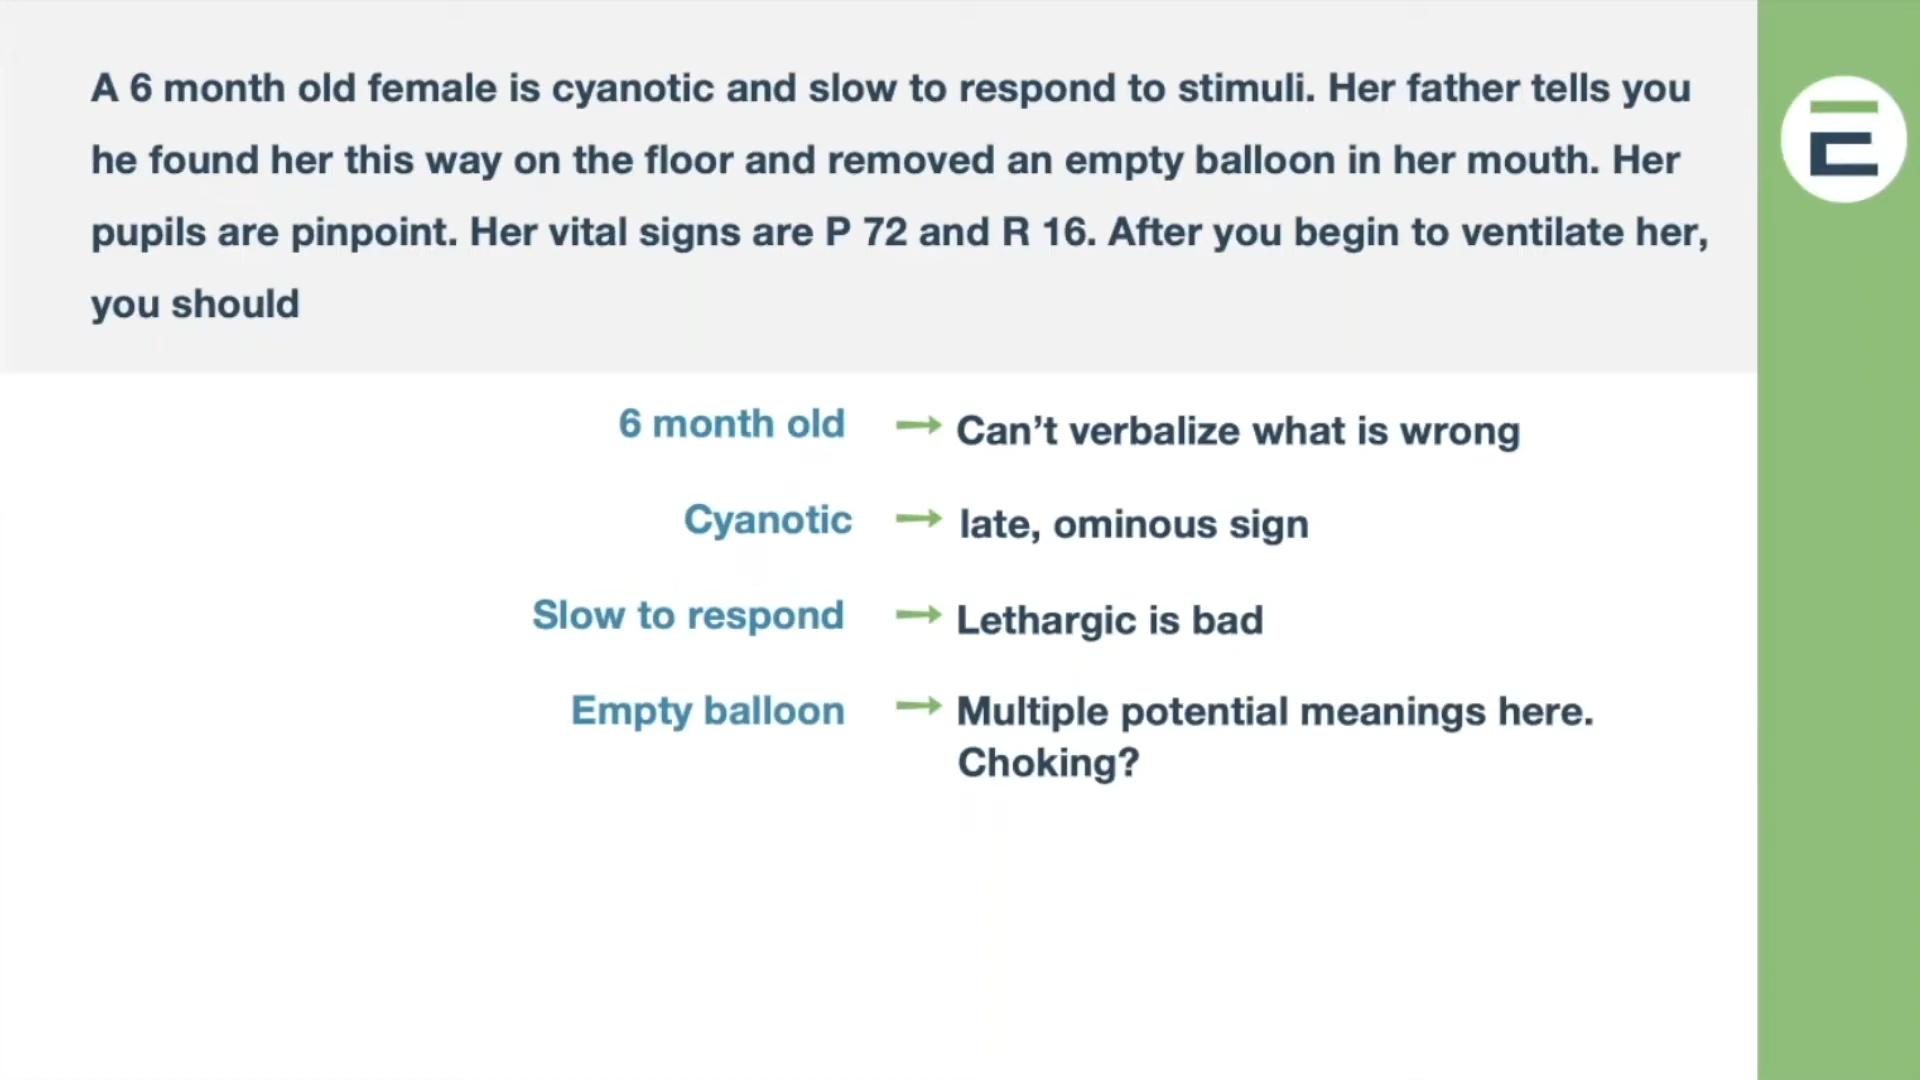 A 6 month old female is cyanotic and slow to respond to stimuli. Her father tells you
he found her this way on the floor and removed an empty balloon in her mouth. Her
pupils are pinpoint. Her vital signs are P 72 and R 16. After you begin to ventilate her,
you should
6 month old → Can't verbalize what is wrong
Cyanotic → late, ominous sign
Slow to respond → Lethargic is bad
Empty balloon → Multiple potential meanings here.
Choking?